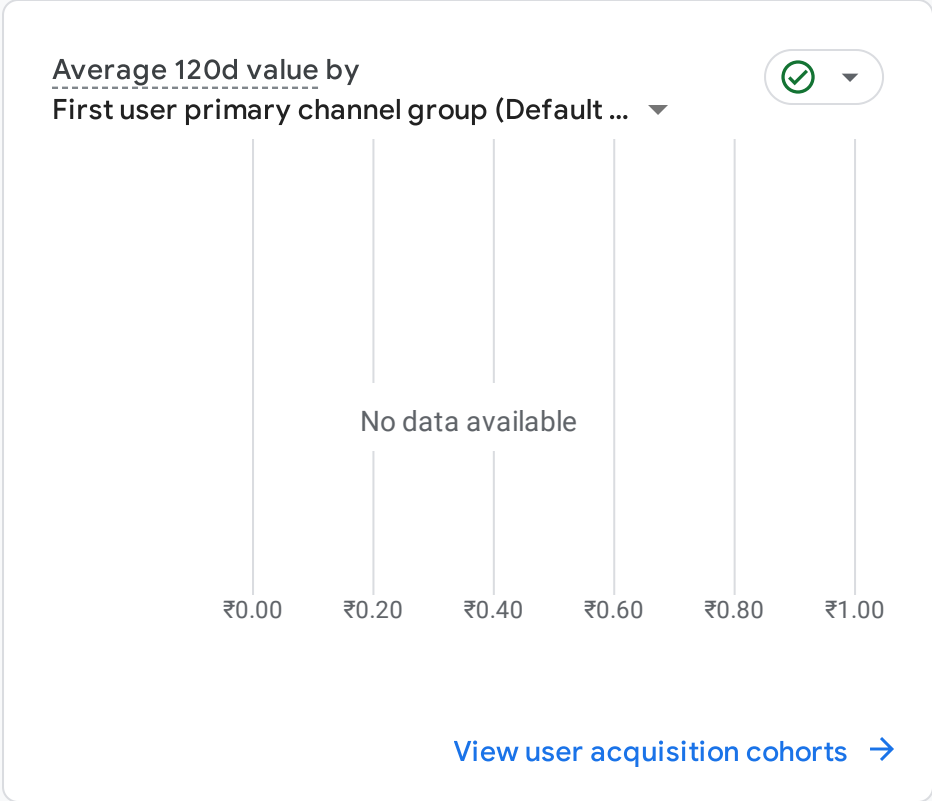 Average 120d value by
First user primary channel group (Default ...
No data available
₹0.00 ₹0.20 ₹0.40 ₹0.60 ₹0.80 ₹1.00
View user acquisition cohorts